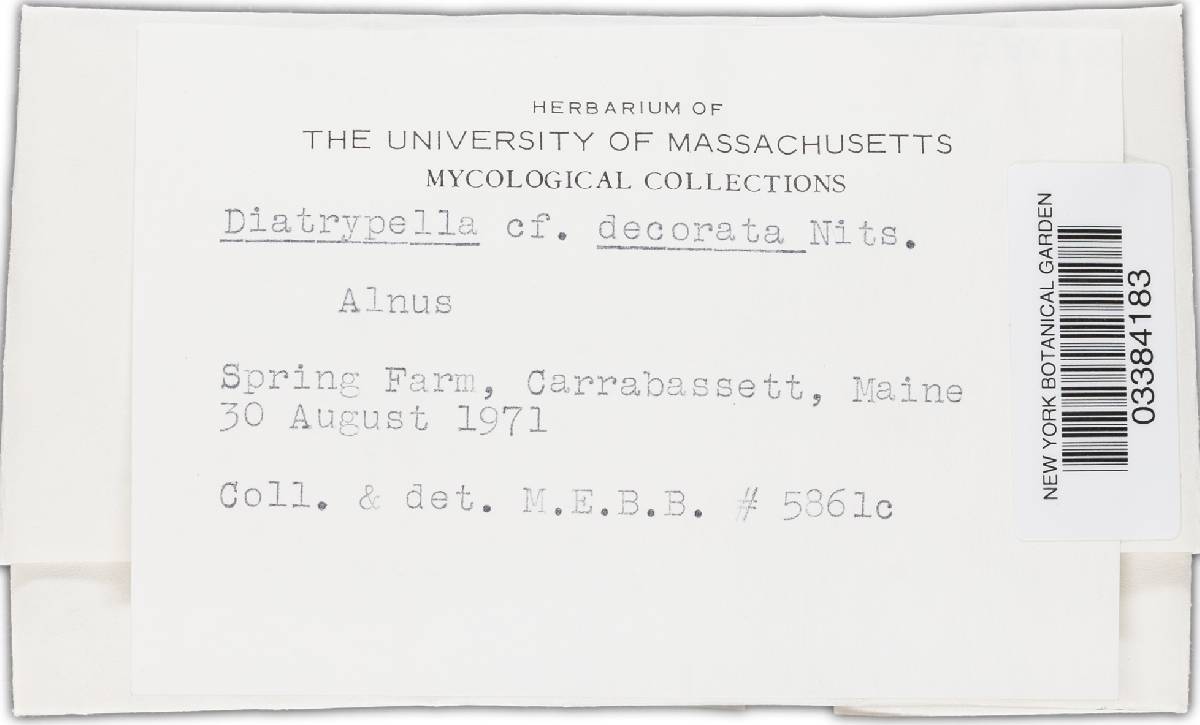 HERBARIUM OF
THE UNIVERSITY OF MASSACHUSETTS
MYCOLOGICAL COLLECTIONS
Diatrypella cf. decorata Nits.
Alnus
Spring Farm, Carrabassett, Maine
30 August 1971
Coll. & det. M.E.B.B. # 5861c
NEW YORK BOTANICAL GARDEN
03384183